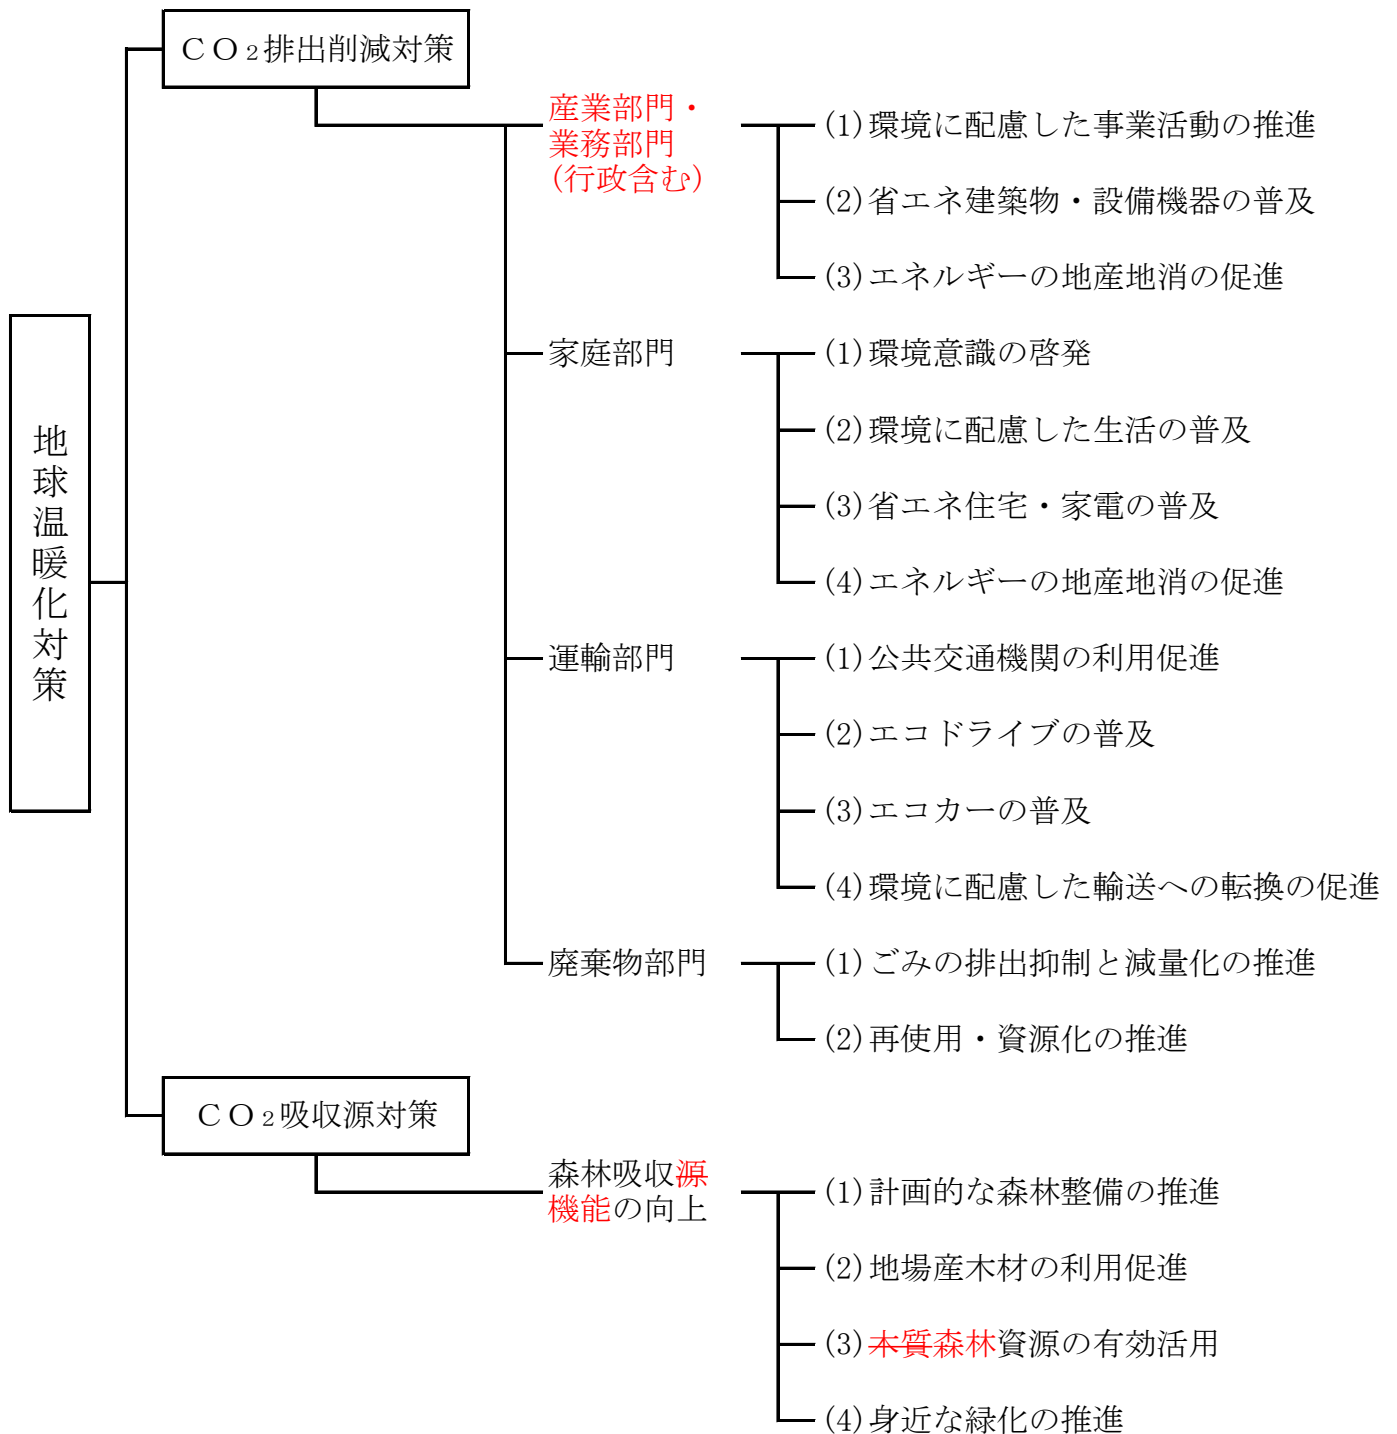 地球温暖化対策
ＣＯ２排出削減対策
産業部門・
業務部門
(行政含む)
(1)環境に配慮した事業活動の推進
(2)省エネ建築物・設備機器の普及
(3)エネルギーの地産地消の促進
家庭部門
(1)環境意識の啓発
(2)環境に配慮した生活の普及
(3)省エネ住宅・家電の普及
(4)エネルギーの地産地消の促進
運輸部門
(1)公共交通機関の利用促進
(2)エコドライブの普及
(3)エコカーの普及
(4)環境に配慮した輸送への転換の促進
廃棄物部門
(1)ごみの排出抑制と減量化の推進
(2)再使用・資源化の推進
ＣＯ２吸収源対策
森林吸収源
機能の向上
(1)計画的な森林整備の推進
(2)地場産木材の利用促進
(3)木質森林資源の有効活用
(4)身近な緑化の推進